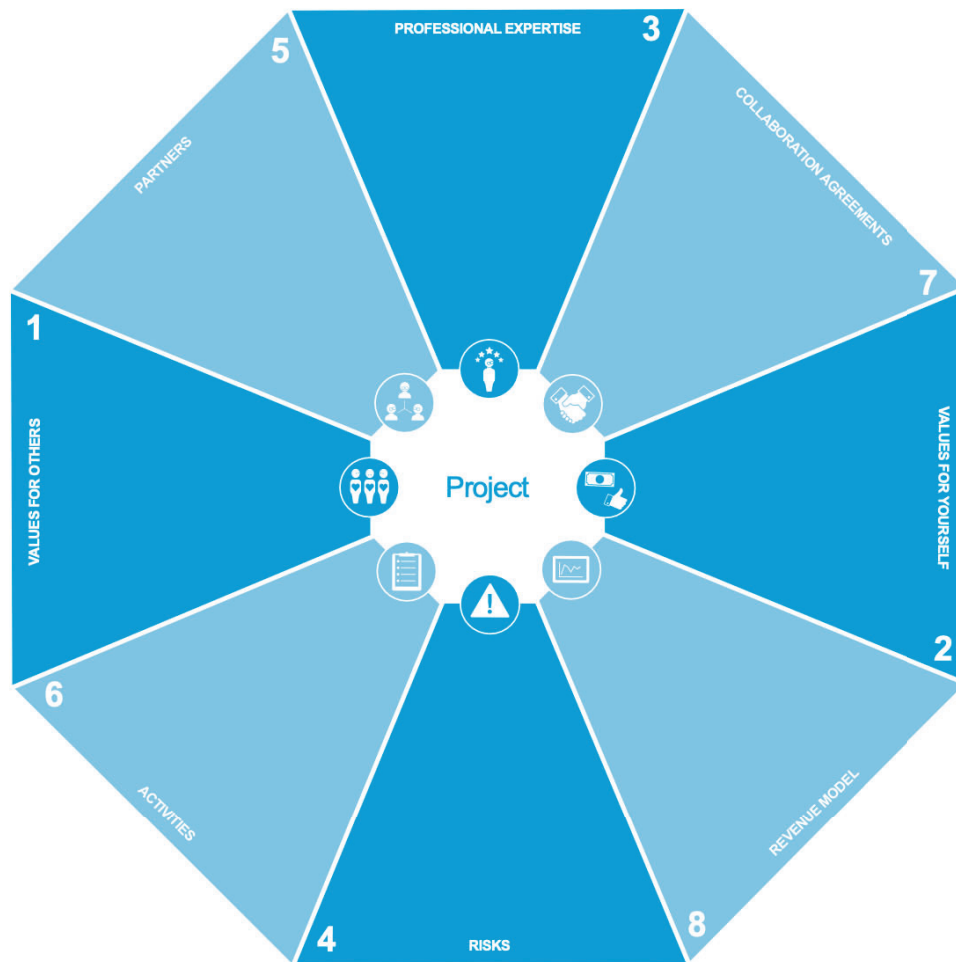 5
PROFESSIONAL EXPERTISE
3
PARTNERS
COLLABORATION AGREEMENTS
7
1
VALUES FOR OTHERS
Project
VALUES FOR YOURSELF
2
6
ACTIVITIES
REVENUE MODEL
4
RISKS
8